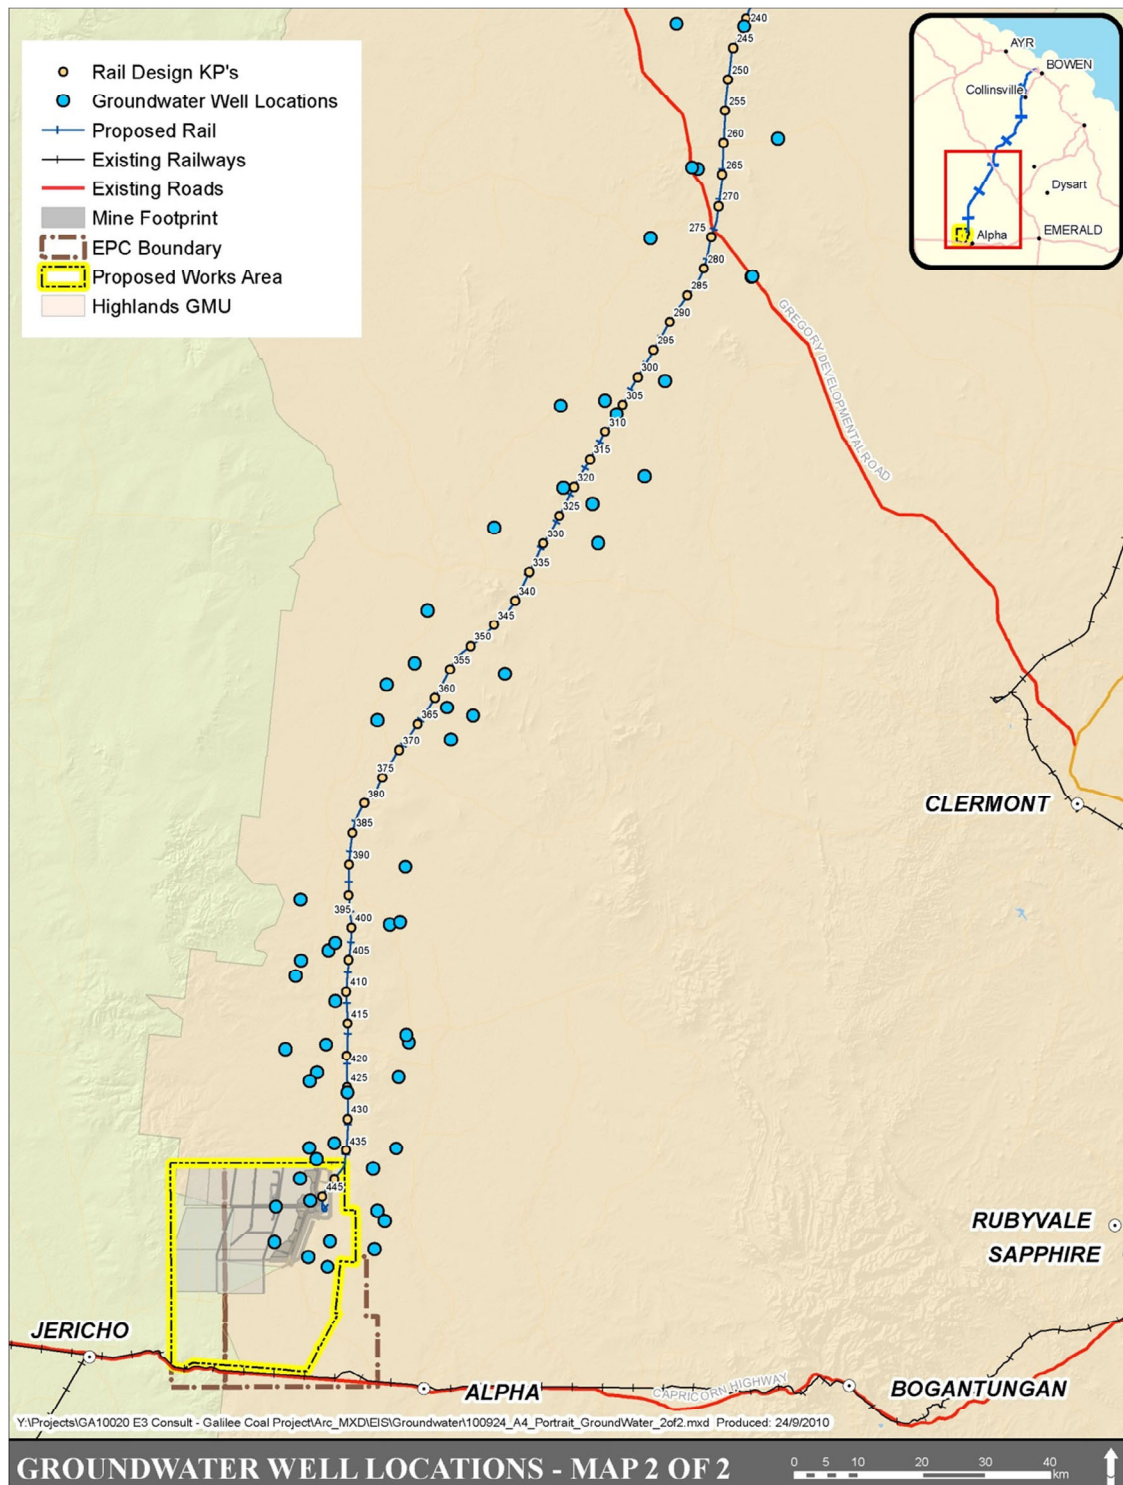 Rail Design KP's
Groundwater Well Locations
Proposed Rail
Existing Railways
Existing Roads
Mine Footprint
EPC Boundary
Proposed Works Area
Highlands GMU
AYR
BOWEN
Collinsville
Dysart
EMERALD
Alpha
240
245
250
255
260
265
270
275
280
285
290
295
300
305
310
315
320
325
330
335
340
345
350
355
360
365
370
375
380
385
390
395
400
405
410
415
420
425
430
435
445
GREGORY DEVELOPMENTAL ROAD
CLERMONT
RUBYVALE
SAPPHIRE
JERICHO
ALPHA
CAPRICORN HIGHWAY
BOGANTUNGAN
Y:\Projects\GA10020 E3 Consult - Galilee Coal Project\Arc_MXD\EIS\Groundwater\100924_A4_Portrait_GroundWater_2of2.mxd Produced: 24/9/2010
GROUNDWATER WELL LOCATIONS - MAP 2 OF 2
0 5 10 20 30 40
km